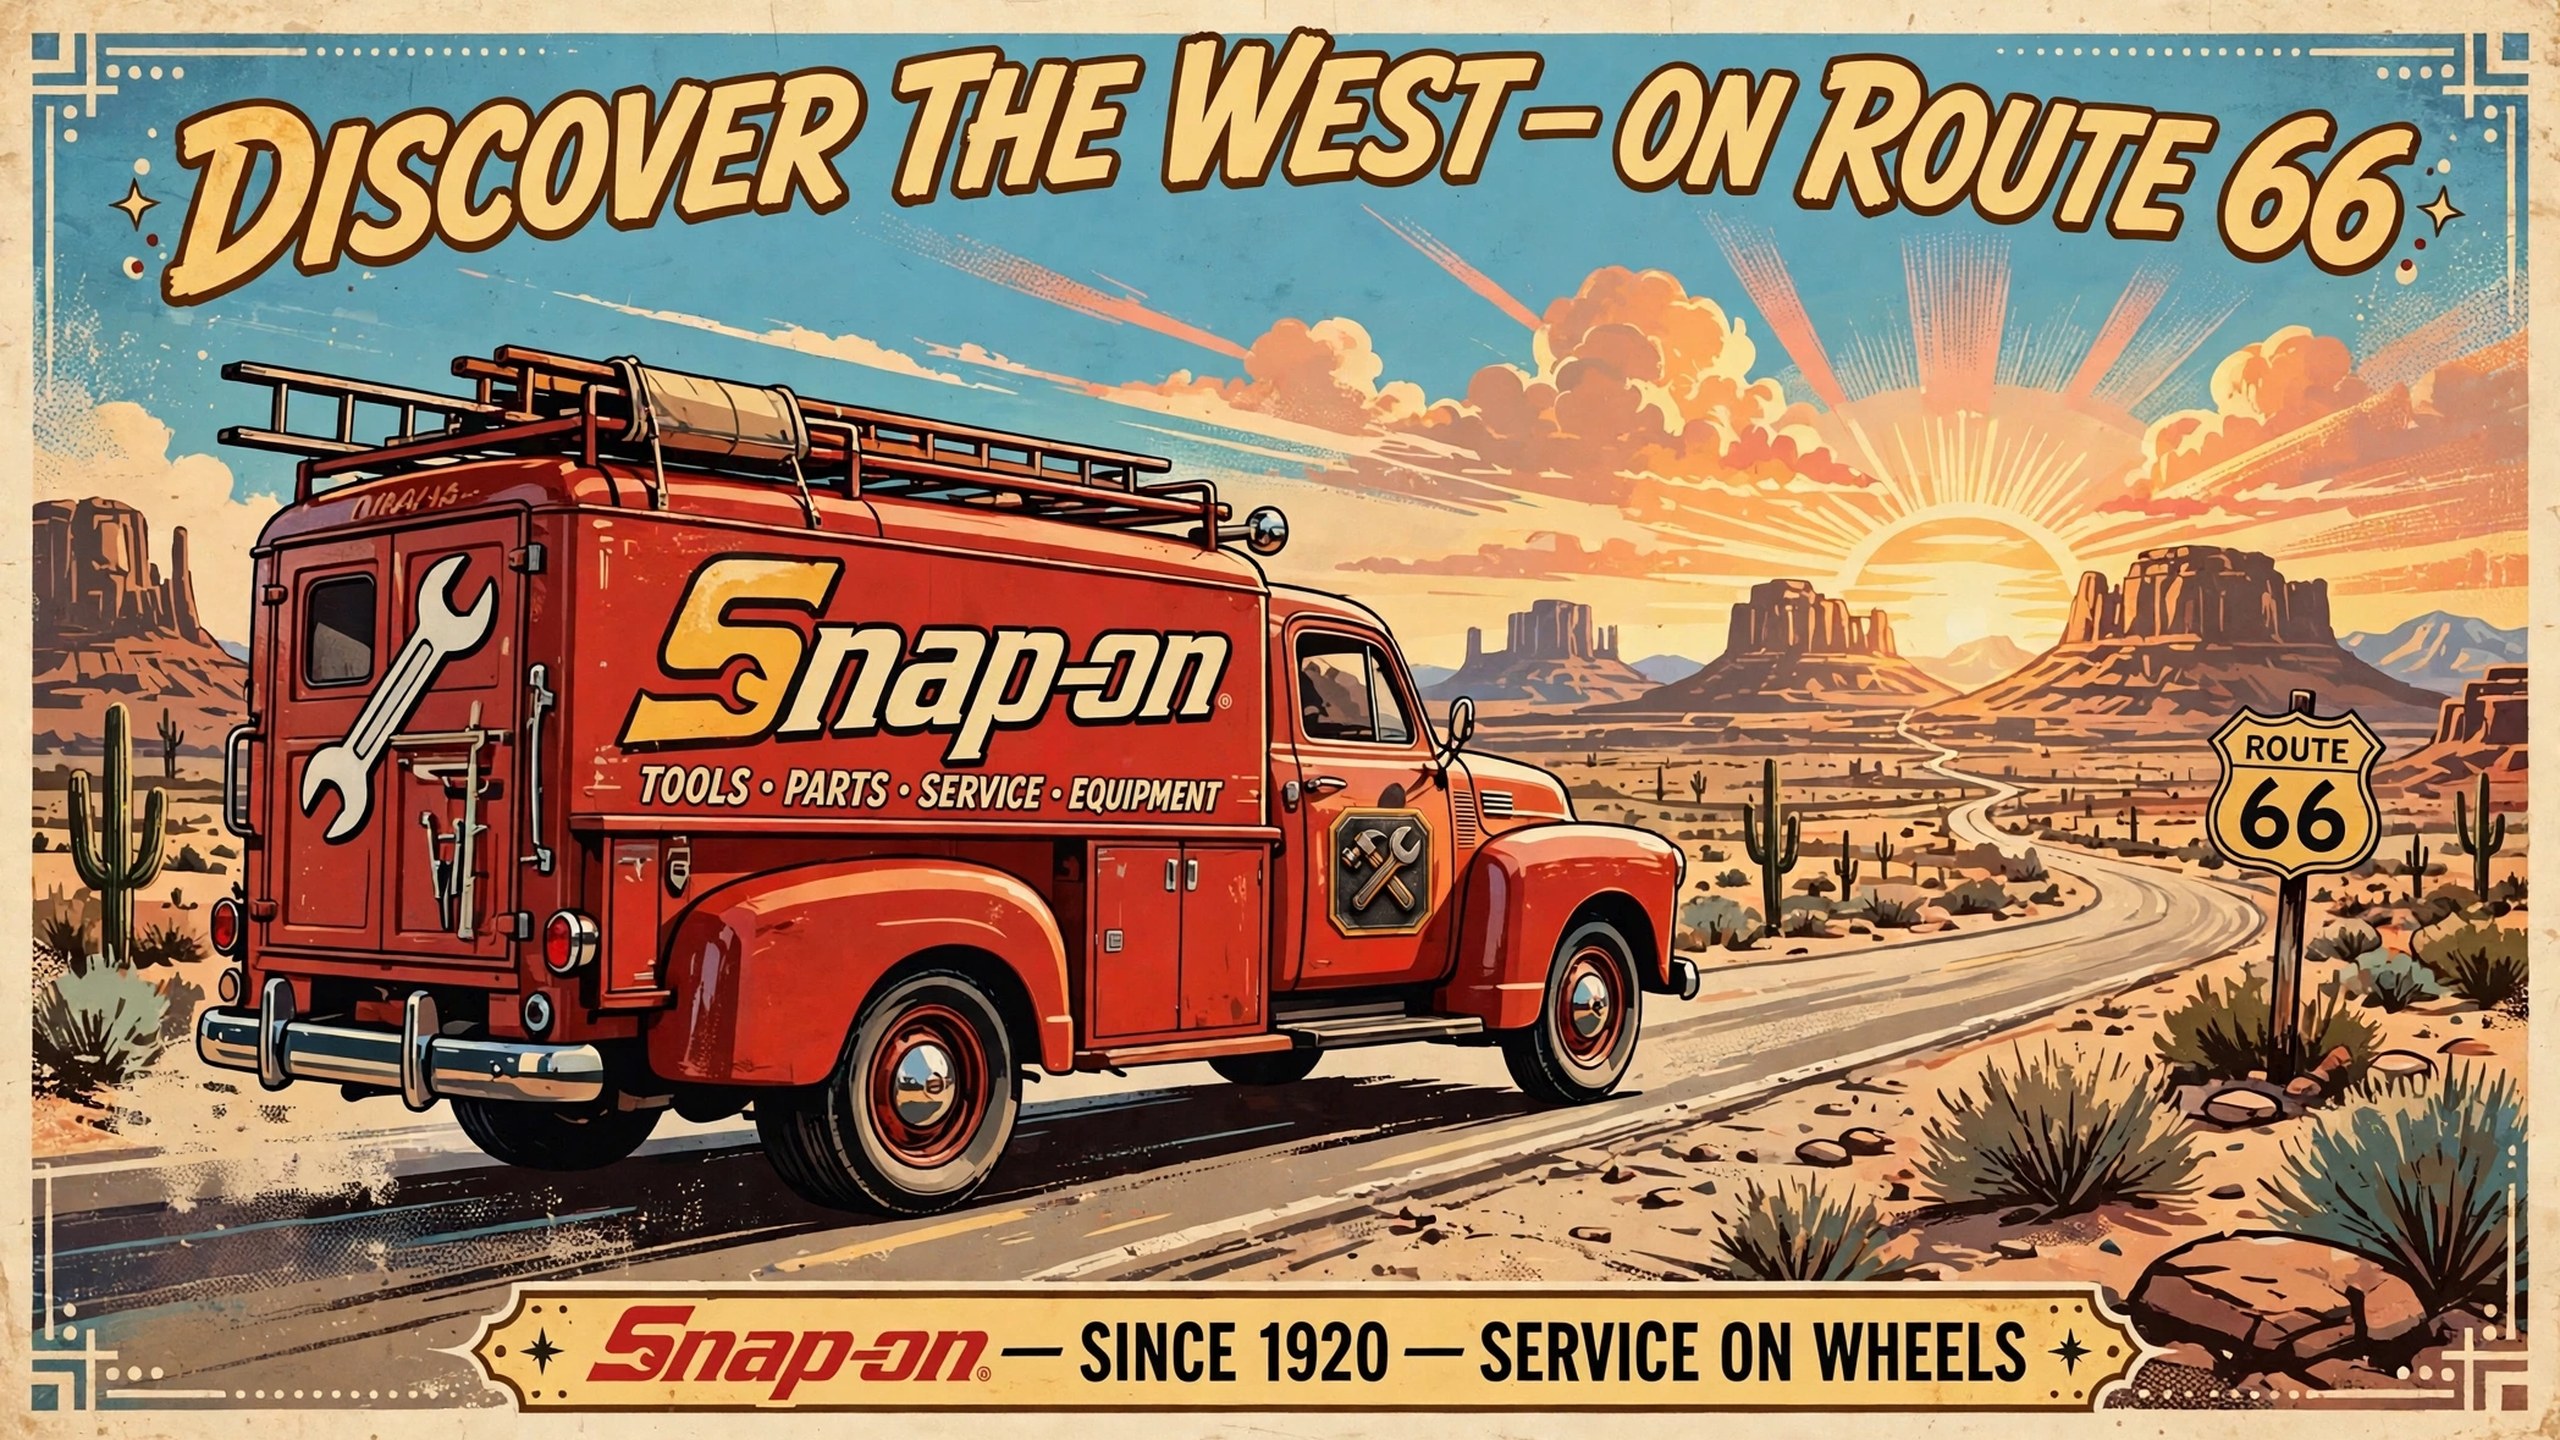 DISCOVER THE WEST – ON ROUTE 66
Snap-on®
TOOLS • PARTS • SERVICE • EQUIPMENT
ROUTE
66
Snap-on® — SINCE 1920 — SERVICE ON WHEELS